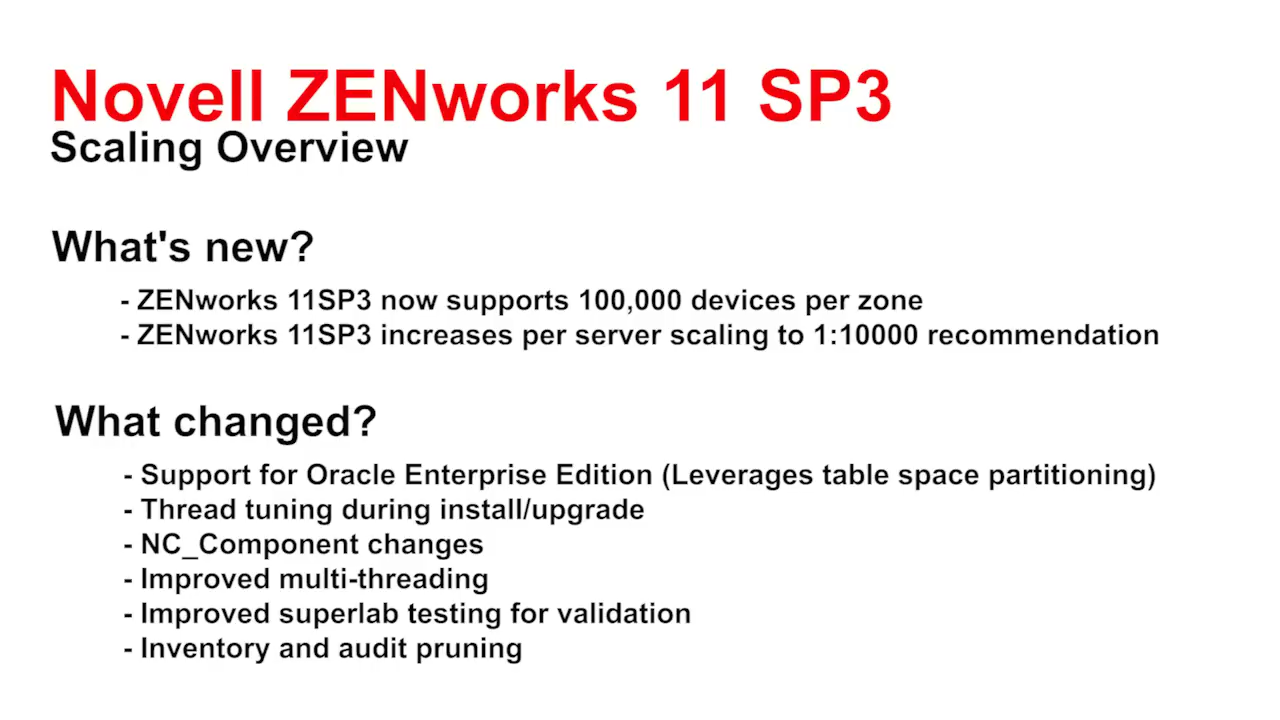 Novell ZENworks 11 SP3
Scaling Overview
What's new?
- ZENworks 11SP3 now supports 100,000 devices per zone
- ZENworks 11SP3 increases per server scaling to 1:10000 recommendation
What changed?
- Support for Oracle Enterprise Edition (Leverages table space partitioning)
- Thread tuning during install/upgrade
- NC_Component changes
- Improved multi-threading
- Improved superlab testing for validation
- Inventory and audit pruning